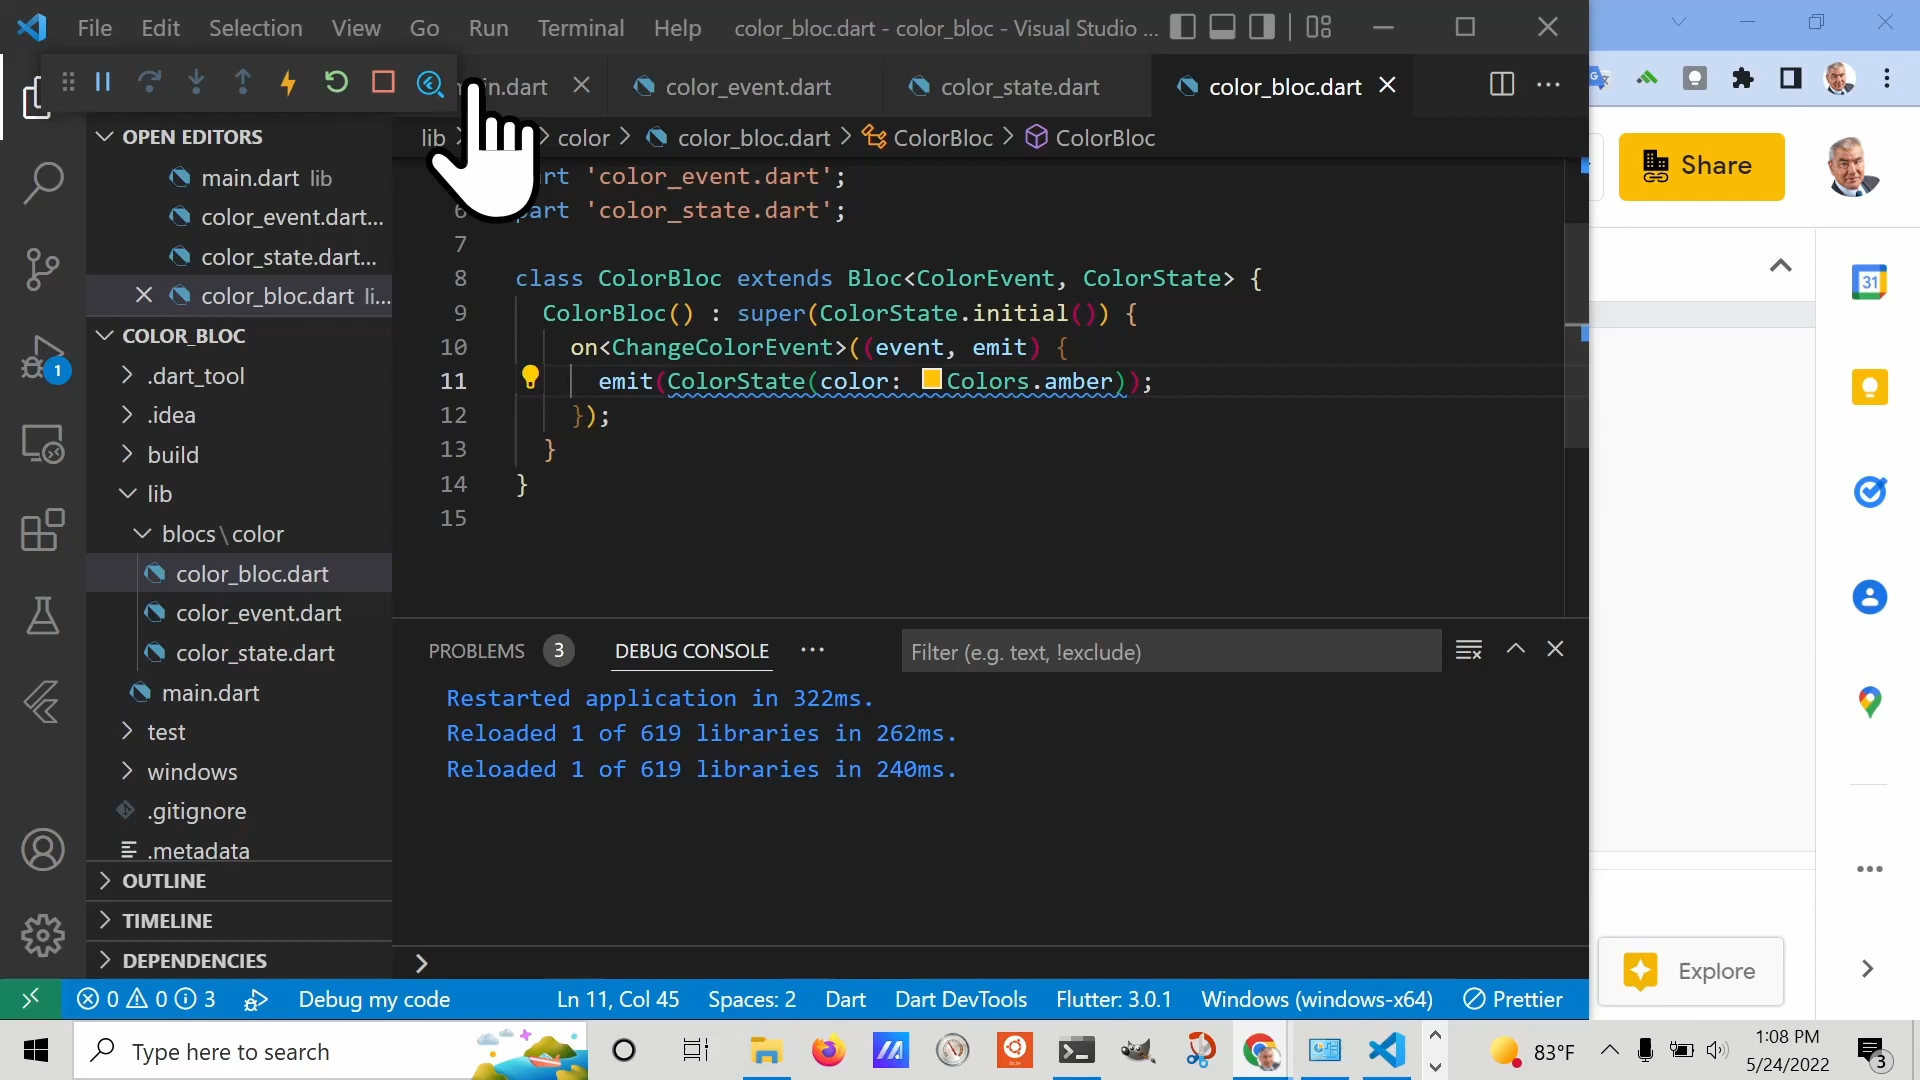 File Edit Selection View Go Run Terminal Help color_bloc.dart - color_bloc - Visual Studio ...
in.dart color_event.dart color_state.dart color_bloc.dart
OPEN EDITORS
main.dart lib
color_event.dart...
color_state.dart...
color_bloc.dart li...
COLOR_BLOC
.dart_tool
.idea
build
lib
blocs\color
color_bloc.dart
color_event.dart
color_state.dart
main.dart
test
windows
.gitignore
.metadata
OUTLINE
TIMELINE
DEPENDENCIES
1
lib color color_bloc.dart ColorBloc ColorBloc
rt 'color_event.dart';
6 part 'color_state.dart';
7
8 class ColorBloc extends Bloc<ColorEvent, ColorState> {
9 ColorBloc() : super(ColorState.initial()) {
10 on<ChangeColorEvent>((event, emit) {
11 emit(ColorState(color: Colors.amber));
12 });
13 }
14 }
15
PROBLEMS 3 DEBUG CONSOLE ... Filter (e.g. text, !exclude)
Restarted application in 322ms.
Reloaded 1 of 619 libraries in 262ms.
Reloaded 1 of 619 libraries in 240ms.
0 0 3 Debug my code Ln 11, Col 45 Spaces: 2 Dart Dart DevTools Flutter: 3.0.1 Windows (windows-x64) Prettier
Share
31
Explore
Type here to search
83°F
1:08 PM
5/24/2022
3